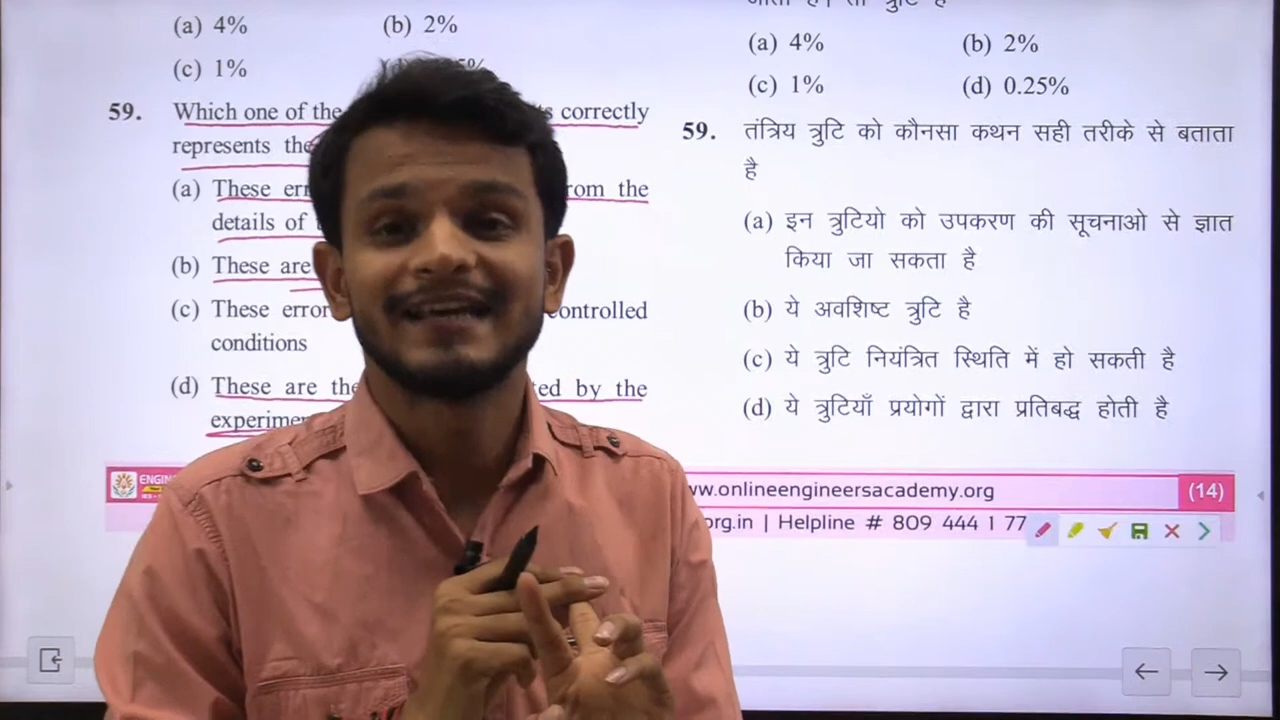 (a) 4%
(b) 2%
(c) 1%
59.
Which one of the
correctly
represents the
(a) These
rom the
details of
(b) These are
(c) These error
ontrolled
conditions
(d) These are the
ed by the
experimen
(a) 4%
(b) 2%
(c) 1%
(d) 0.25%
59. तंत्रिय त्रुटि को कौनसा कथन सही तरीके से बताता
है
(a) इन त्रुटियो को उपकरण की सूचनाओ से ज्ञात
किया जा सकता है
(b) ये अवशिष्ट त्रुटि है
(c) ये त्रुटि नियंत्रित स्थिति में हो सकती है
(d) ये त्रुटियाँ प्रयोगों द्वारा प्रतिबद्ध होती है
ENGIN
w.onlineengineersacademy.org
(14)
org.in | Helpline # 809 444 1 77